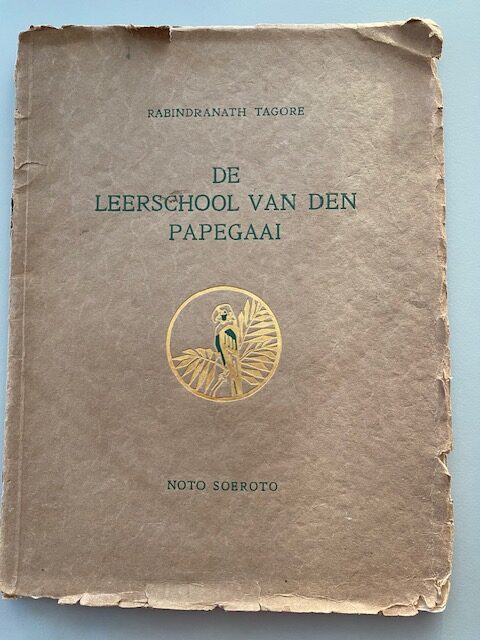 RABINDRANATH TAGORE
DE
LEERSCHOOL VAN DEN
PAPEGAAI
NOTO SOEROTO